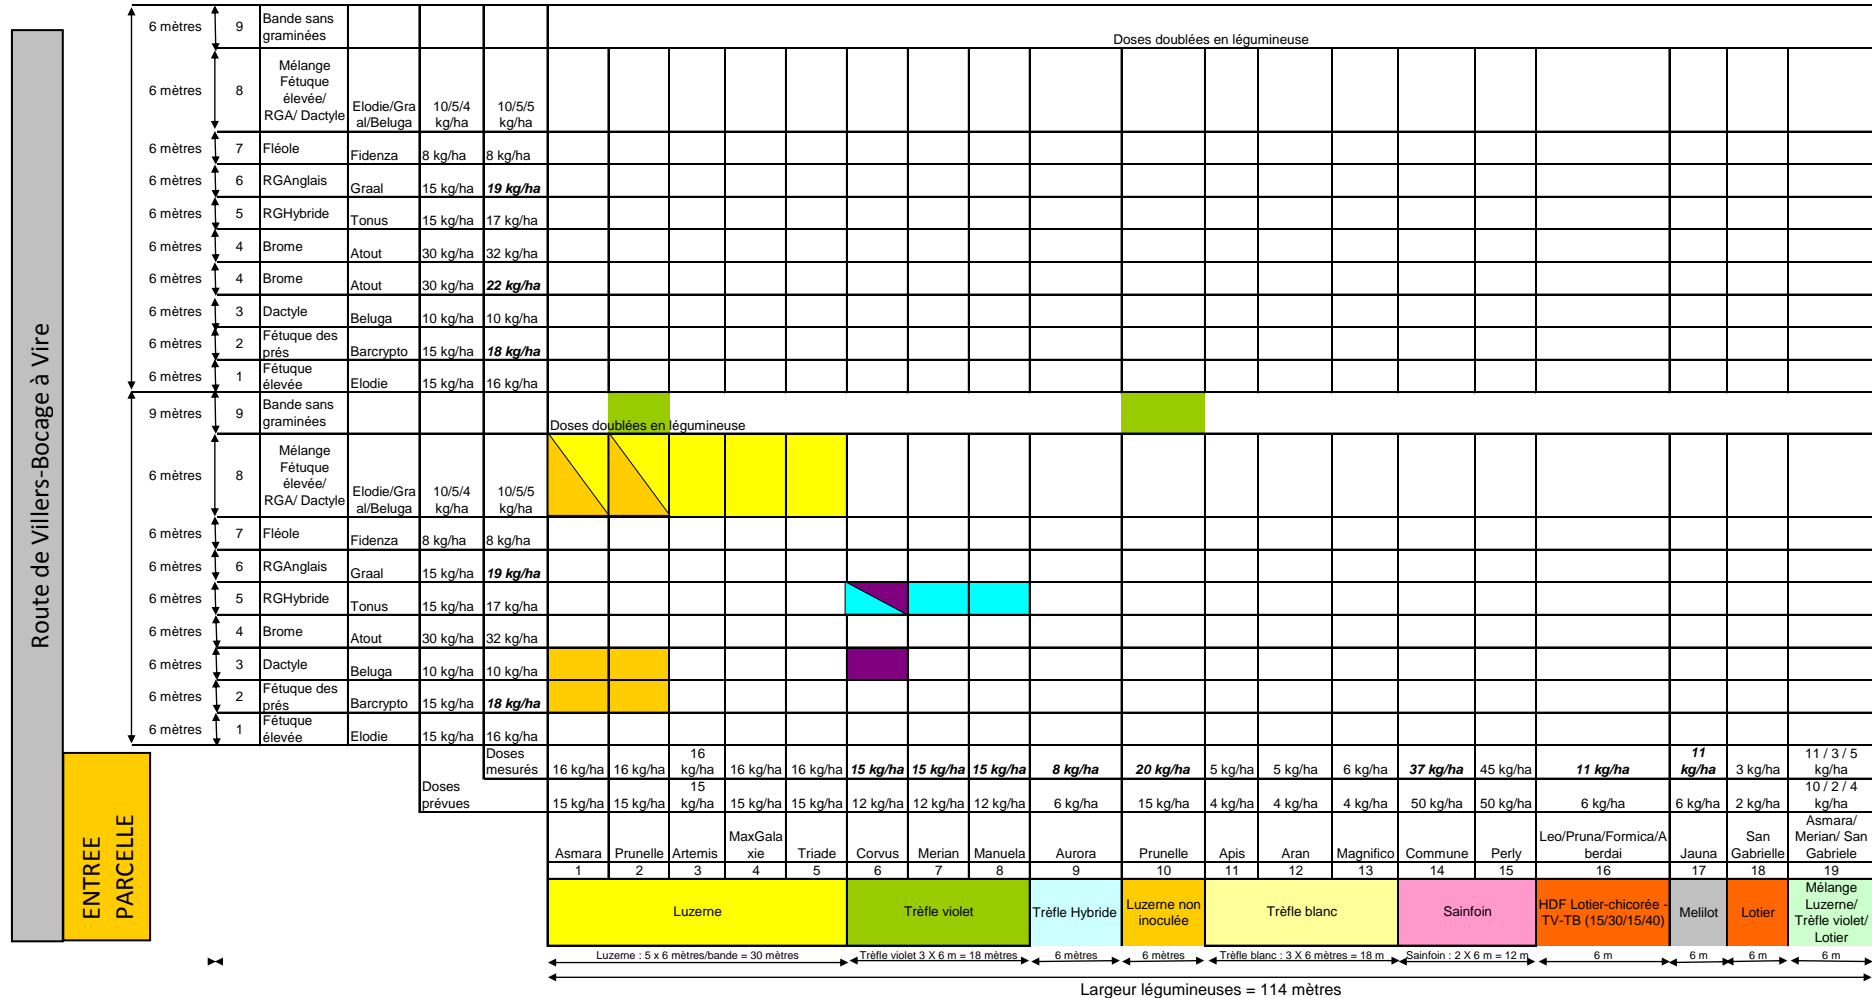 Route de Villers-Bocage à Vire
6 mètres 9 Bande sans graminées
Doses doublées en légumineuse
6 mètres 8 Mélange Fétuque élevée/ RGA/ Dactyle Elodie/Gra al/Beluga 10/5/4 kg/ha 10/5/5 kg/ha
6 mètres 7 Fléole Fidenza 8 kg/ha 8 kg/ha
6 mètres 6 RGAnglais Graal 15 kg/ha 19 kg/ha
6 mètres 5 RGHybride Tonus 15 kg/ha 17 kg/ha
6 mètres 4 Brome Atout 30 kg/ha 32 kg/ha
6 mètres 4 Brome Atout 30 kg/ha 22 kg/ha
6 mètres 3 Dactyle Beluga 10 kg/ha 10 kg/ha
6 mètres 2 Fétuque des prés Barcrypto 15 kg/ha 18 kg/ha
6 mètres 1 Fétuque élevée Elodie 15 kg/ha 16 kg/ha
9 mètres 9 Bande sans graminées
Doses doublées en légumineuse
6 mètres 8 Mélange Fétuque élevée/ RGA/ Dactyle Elodie/Gra al/Beluga 10/5/4 kg/ha 10/5/5 kg/ha
6 mètres 7 Fléole Fidenza 8 kg/ha 8 kg/ha
6 mètres 6 RGAnglais Graal 15 kg/ha 19 kg/ha
6 mètres 5 RGHybride Tonus 15 kg/ha 17 kg/ha
6 mètres 4 Brome Atout 30 kg/ha 32 kg/ha
6 mètres 3 Dactyle Beluga 10 kg/ha 10 kg/ha
6 mètres 2 Fétuque des prés Barcrypto 15 kg/ha 18 kg/ha
6 mètres 1 Fétuque élevée Elodie 15 kg/ha 16 kg/ha
Doses mesurés 16 kg/ha 16 kg/ha 16 kg/ha 16 kg/ha 16 kg/ha 15 kg/ha 15 kg/ha 15 kg/ha 8 kg/ha 20 kg/ha 5 kg/ha 5 kg/ha 6 kg/ha 37 kg/ha 45 kg/ha 11 kg/ha 11 kg/ha 3 kg/ha 11 / 3 / 5 kg/ha
Doses prévues 15 kg/ha 15 kg/ha 15 kg/ha 15 kg/ha 15 kg/ha 12 kg/ha 12 kg/ha 12 kg/ha 6 kg/ha 15 kg/ha 4 kg/ha 4 kg/ha 4 kg/ha 50 kg/ha 50 kg/ha 6 kg/ha 6 kg/ha 2 kg/ha 10 / 2 / 4 kg/ha
Asmara Prunelle Artemis MaxGala xie Triade Corvus Merian Manuela Aurora Prunelle Apis Aran Magnifico Commune Perly Leo/Pruna/Formica/A berdai Jauna San Gabrielle Asmara/ Merian/ San Gabriele
1 2 3 4 5 6 7 8 9 10 11 12 13 14 15 16 17 18 19
ENTREE PARCELLE
Luzerne Trèfle violet Trèfle Hybride Luzerne non inoculée Trèfle blanc Sainfoin HDF Lotier-chicorée - TV-TB (15/30/15/40) Melilot Lotier Mélange Luzerne/ Trèfle violet/ Lotier
Luzerne : 5 x 6 mètres/bande = 30 mètres Trèfle violet 3 X 6 m = 18 mètres 6 mètres 6 mètres Trèfle blanc : 3 X 6 mètres = 18 m Sainfoin : 2 X 6 m = 12 m 6 m 6 m 6 m 6 m
Largeur légumineuses = 114 mètres